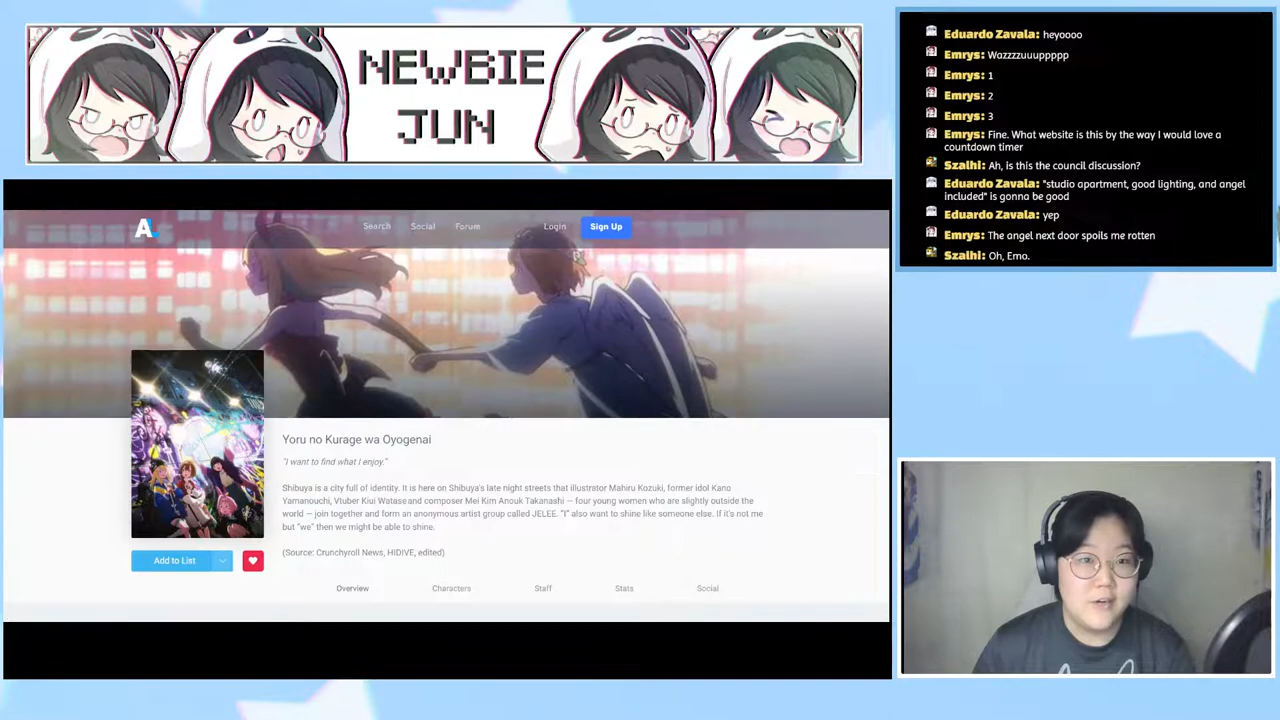 NEWBIE
JUN
Search
Social
Forum
Login
Sign Up
Yoru no Kurage wa Oyogenai
"I want to find what I enjoy."
Shibuya is a city full of identity. It is here on Shibuya's late night streets that illustrator Mahiru Kozuki, former idol Kano
Yamanouchi, Vtuber Kiui Watase and composer Mei Kim Anouk Takanashi — four young women who are slightly outside the
world — join together and form an anonymous artist group called JELEE. "I" also want to shine like someone else. If it's not me
but "we" then we might be able to shine.
(Source: Crunchyroll News, HIDIVE, edited)
Add to List
Overview
Characters
Staff
Stats
Social
Eduardo Zavala: heyoooo
Emrys: Wazzzzuuuppppp
Emrys: 1
Emrys: 2
Emrys: 3
Emrys: Fine. What website is this by the way I would love a
countdown timer
Szalhi: Ah, is this the council discussion?
Eduardo Zavala: "studio apartment, good lighting, and angel
included" is gonna be good
Eduardo Zavala: yep
Emrys: The angel next door spoils me rotten
Szalhi: Oh, Emo.